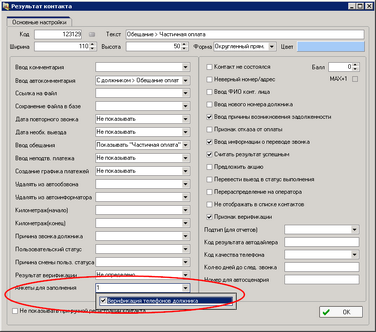 Результат контакта
Основные настройки
Код 123129 Текст Обещание > Частичная оплата
Ширина 110 Высота 50 Форма Округленный прям. Цвет
Ввод комментария
Ввод автокомментария С должником > Обещание оплат
Ссылка на файл
Сохранение файла в базе
Дата повторного звонка Не показывать
Дата необх. выезда Не показывать
Ввод обещания Показывать "Частичная оплата"
Ввод неподтв. платежа Не показывать
Создание графика платежей Не показывать
Удалять из автообзвона
Удалять из автоинформатора
Километраж(начало)
Километраж(конец)
Причина звонка должника
Пользовательский статус
Причина смены польз. статуса
Результат верификации Не определено
Анкеты для заполнения 1
Верификация телефонов должника
Не показывать при ручной регистрации контакта
Контакт не состоялся Балл 0
Неверный номер/адрес MAX+1
Ввод ФИО конт. лица
Ввод нового номера должника
Ввод причины возникновения задолженности
Признак отказа от оплаты
Ввод информации о переводе звонка
Считать результат успешным
Предложить акцию
Перевести выезд в статус выполнения
Перераспределение на оператора
Не отображать в списке контактов
Признак верификации
Подтип (для отчетов)
Код результата автодайлера
Код качества телефона
Кол-во дней до след. звонка
Номер для автосценария
OK